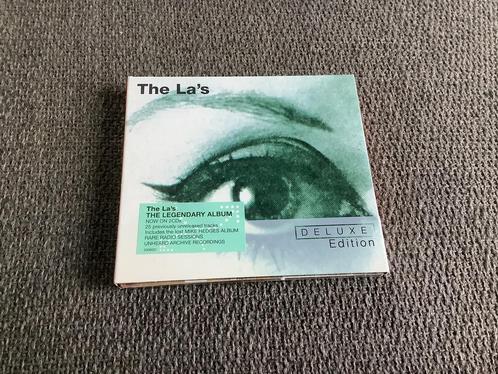 The La's
The La's
THE LEGENDARY ALBUM
NOW ON 2CDs
25 previously unreleased tracks
Includes the lost MIKE HEDGES ALBUM
RARE RADIO SESSIONS
UNHEARD ARCHIVE RECORDINGS
DELUXE
Edition